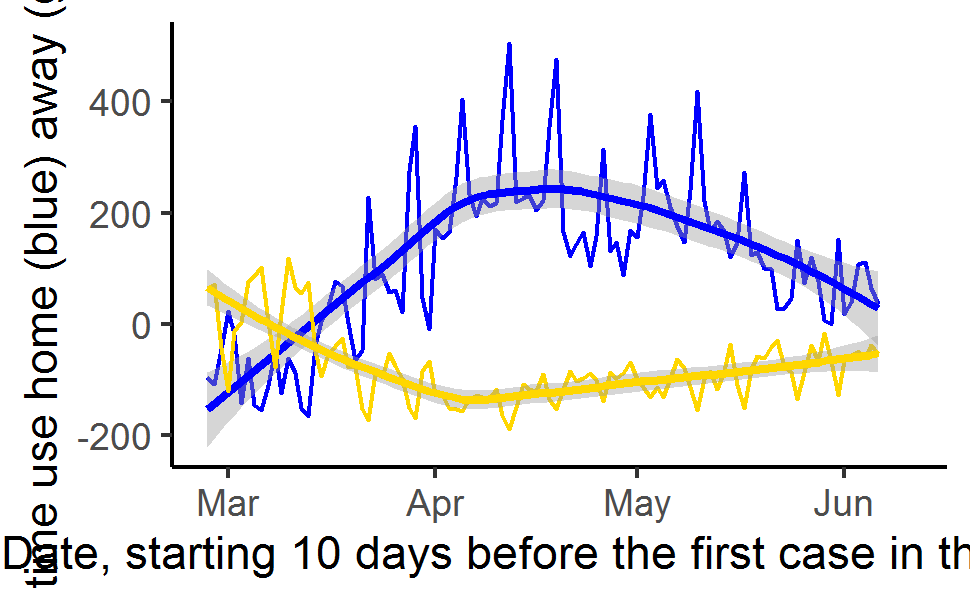 time use home (blue) away (
400
200
0
-200
Mar Apr May Jun
Date, starting 10 days before the first case in th